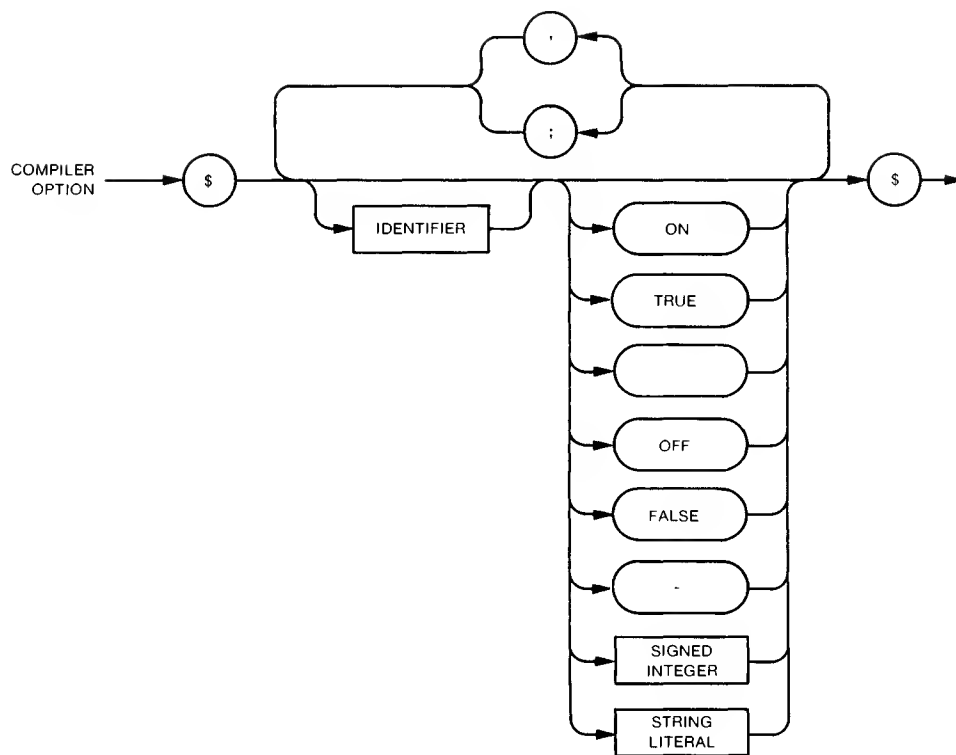 ,
;
COMPILER
OPTION
$
$
IDENTIFIER
ON
TRUE
OFF
FALSE
-
SIGNED
INTEGER
STRING
LITERAL